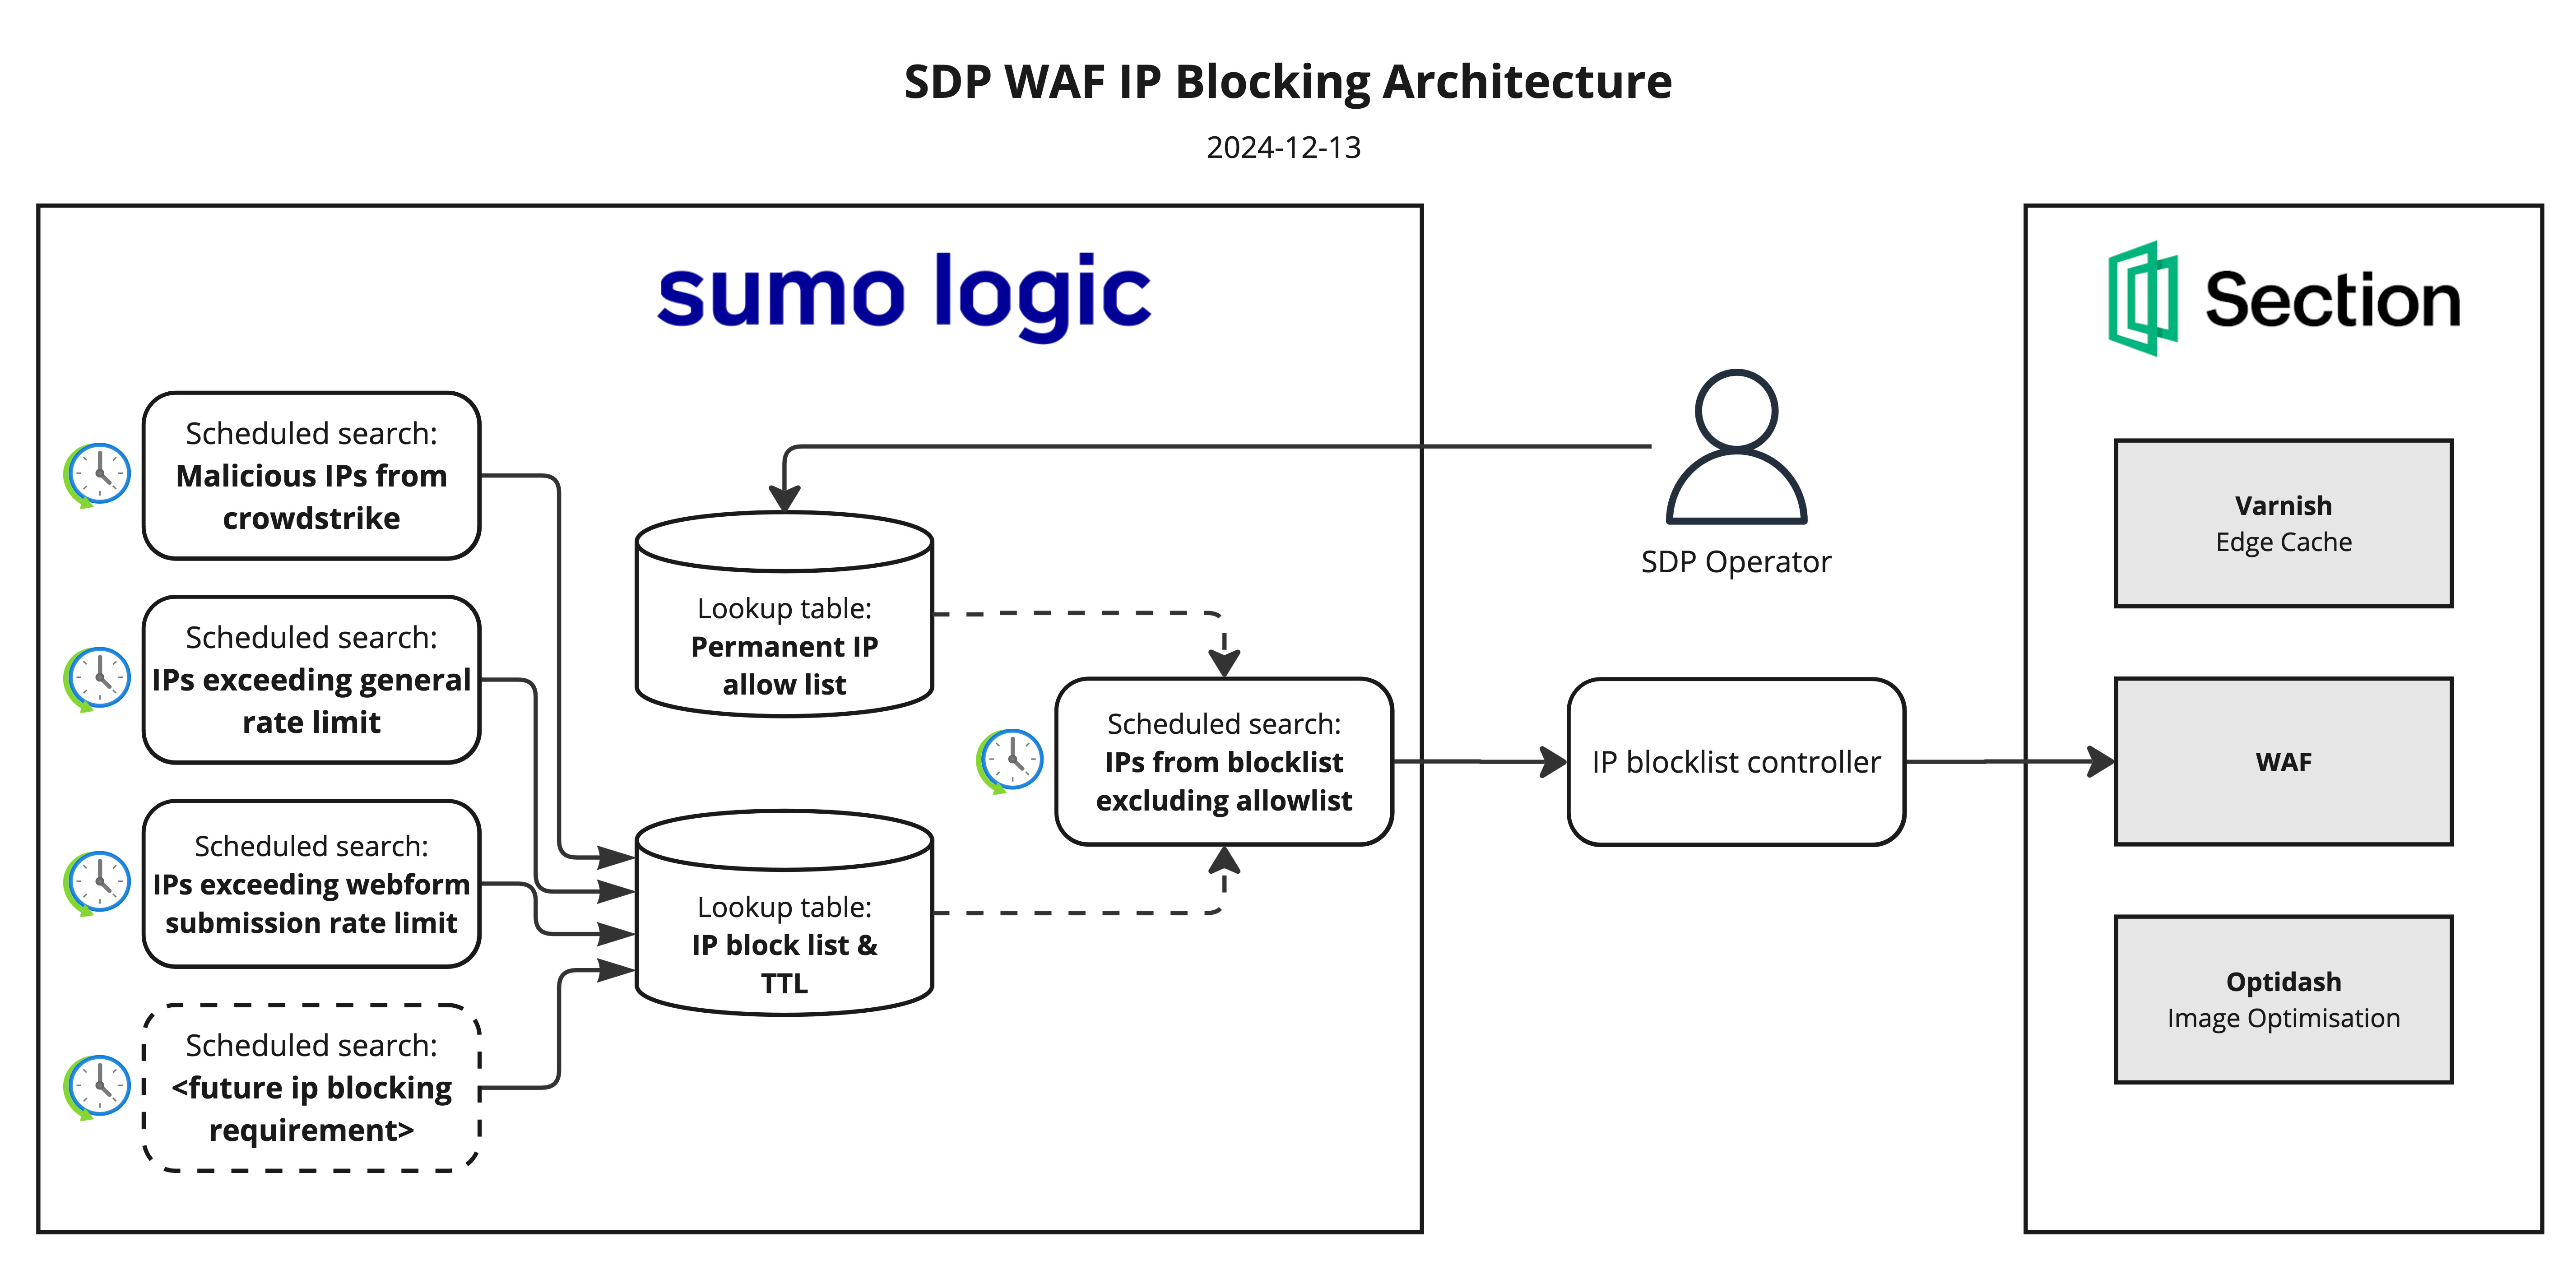 SDP WAF IP Blocking Architecture
2024-12-13
sumo logic
Scheduled search:
Malicious IPs from
crowdstrike
Scheduled search:
IPs exceeding general
rate limit
Scheduled search:
IPs exceeding webform
submission rate limit
Scheduled search:
<future ip blocking
requirement>
Lookup table:
Permanent IP
allow list
Lookup table:
IP block list &
TTL
Scheduled search:
IPs from blocklist
excluding allowlist
SDP Operator
IP blocklist controller
Section
Varnish
Edge Cache
WAF
Optidash
Image Optimisation